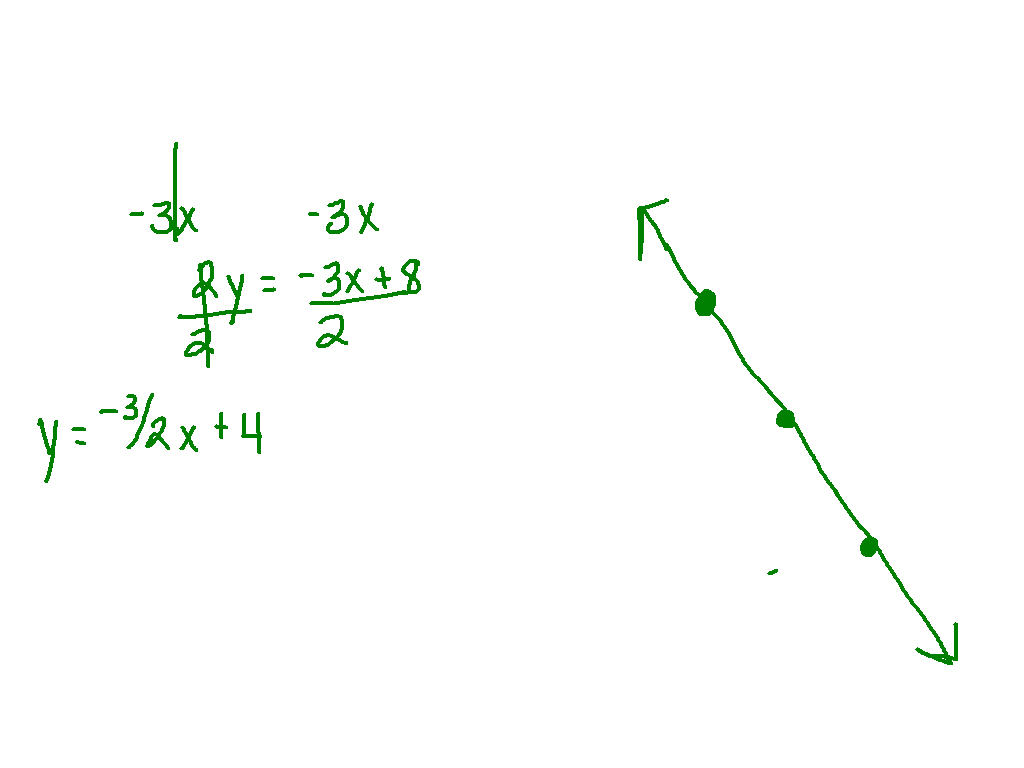 -3x -3x
2y = -3x + 8
2 2
y = -3/2 x + 4